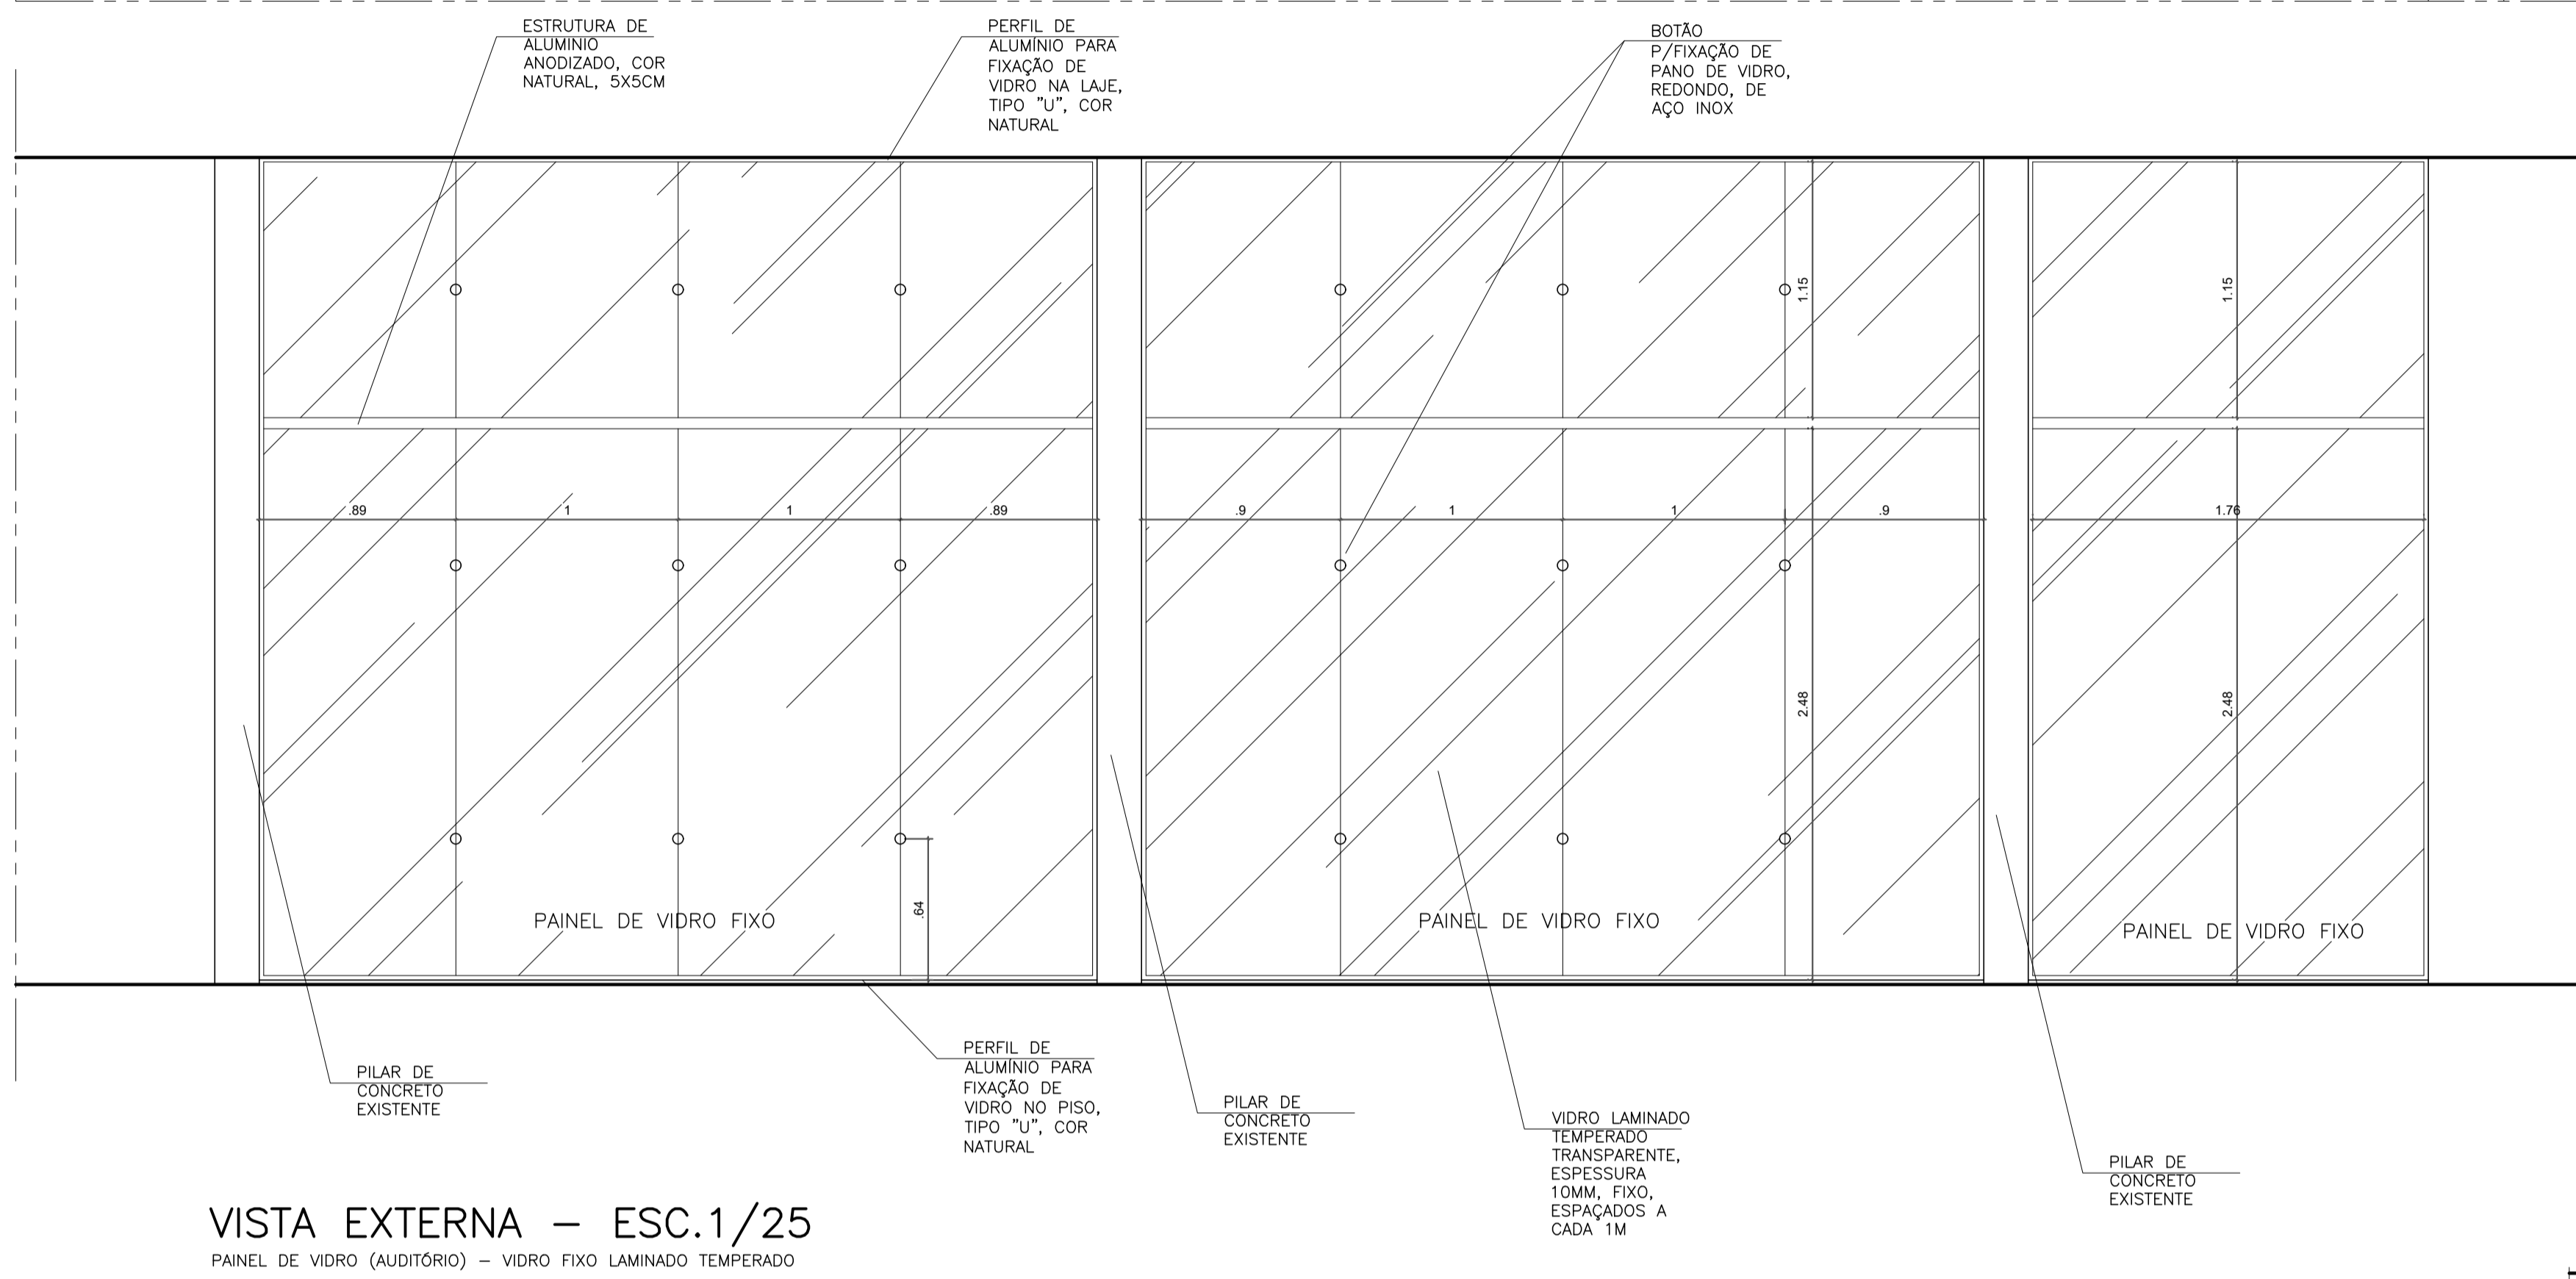 ESTRUTURA DE
ALUMINIO
ANODIZADO, COR
NATURAL, 5X5CM
PERFIL DE
ALUMÍNIO PARA
FIXAÇÃO DE
VIDRO NA LAJE,
TIPO "U", COR
NATURAL
BOTÃO
P/FIXAÇÃO DE
PANO DE VIDRO,
REDONDO, DE
AÇO INOX
1.15
1.15
.89
1
1
.89
.9
1
1
.9
1.76
2.48
2.48
.64
PAINEL DE VIDRO FIXO
PAINEL DE VIDRO FIXO
PAINEL DE VIDRO FIXO
PILAR DE
CONCRETO
EXISTENTE
PERFIL DE
ALUMÍNIO PARA
FIXAÇÃO DE
VIDRO NO PISO,
TIPO "U", COR
NATURAL
PILAR DE
CONCRETO
EXISTENTE
VIDRO LAMINADO
TEMPERADO
TRANSPARENTE,
ESPESSURA
10MM, FIXO,
ESPAÇADOS A
CADA 1M
PILAR DE
CONCRETO
EXISTENTE
VISTA EXTERNA – ESC.1/25
PAINEL DE VIDRO (AUDITÓRIO) – VIDRO FIXO LAMINADO TEMPERADO